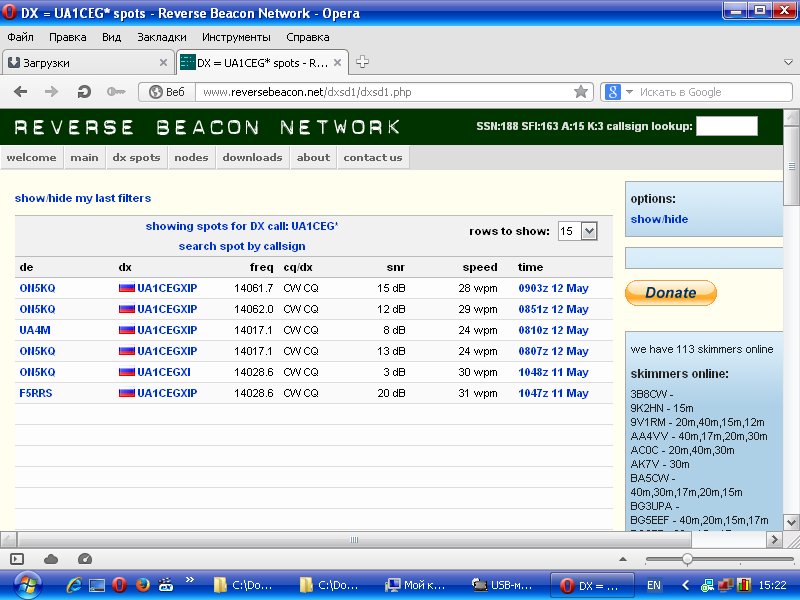 DX = UA1CEG* spots - Reverse Beacon Network - Opera
Файл Правка Вид Закладки Инструменты Справка
Загрузки DX = UA1CEG* spots - R...
Веб www.reversebeacon.net/dxsd1/dxsd1.php Искать в Google
REVERSE BEACON NETWORK SSN:188 SFI:163 A:15 K:3 callsign lookup:
welcome main dx spots nodes downloads about contact us
show/hide my last filters
showing spots for DX call: UA1CEG*
search spot by callsign
rows to show: 15
de dx freq cq/dx snr speed time
ON5KQ UA1CEGXIP 14061.7 CW CQ 15 dB 28 wpm 0903z 12 May
ON5KQ UA1CEGXIP 14062.0 CW CQ 12 dB 29 wpm 0851z 12 May
UA4M UA1CEGXIP 14017.1 CW CQ 8 dB 24 wpm 0810z 12 May
ON5KQ UA1CEGXIP 14017.1 CW CQ 13 dB 24 wpm 0807z 12 May
ON5KQ UA1CEGXI 14028.6 CW CQ 3 dB 30 wpm 1048z 11 May
F5RRS UA1CEGXIP 14028.6 CW CQ 20 dB 31 wpm 1047z 11 May
options:
show/hide
Donate
we have 113 skimmers online
skimmers online:
3B8CW -
9K2HN - 15m
9V1RM - 20m,40m,15m,12m
AA4VV - 40m,17m,20m,30m
AC0C - 20m,40m,30m
AK7V - 30m
BA5CW -
40m,30m,17m,20m,15m
BG3UPA -
BG5EEF - 40m,20m,15m,17m
C:\Do... C:\Do... Мой к... USB-м... DX = ... EN 15:22